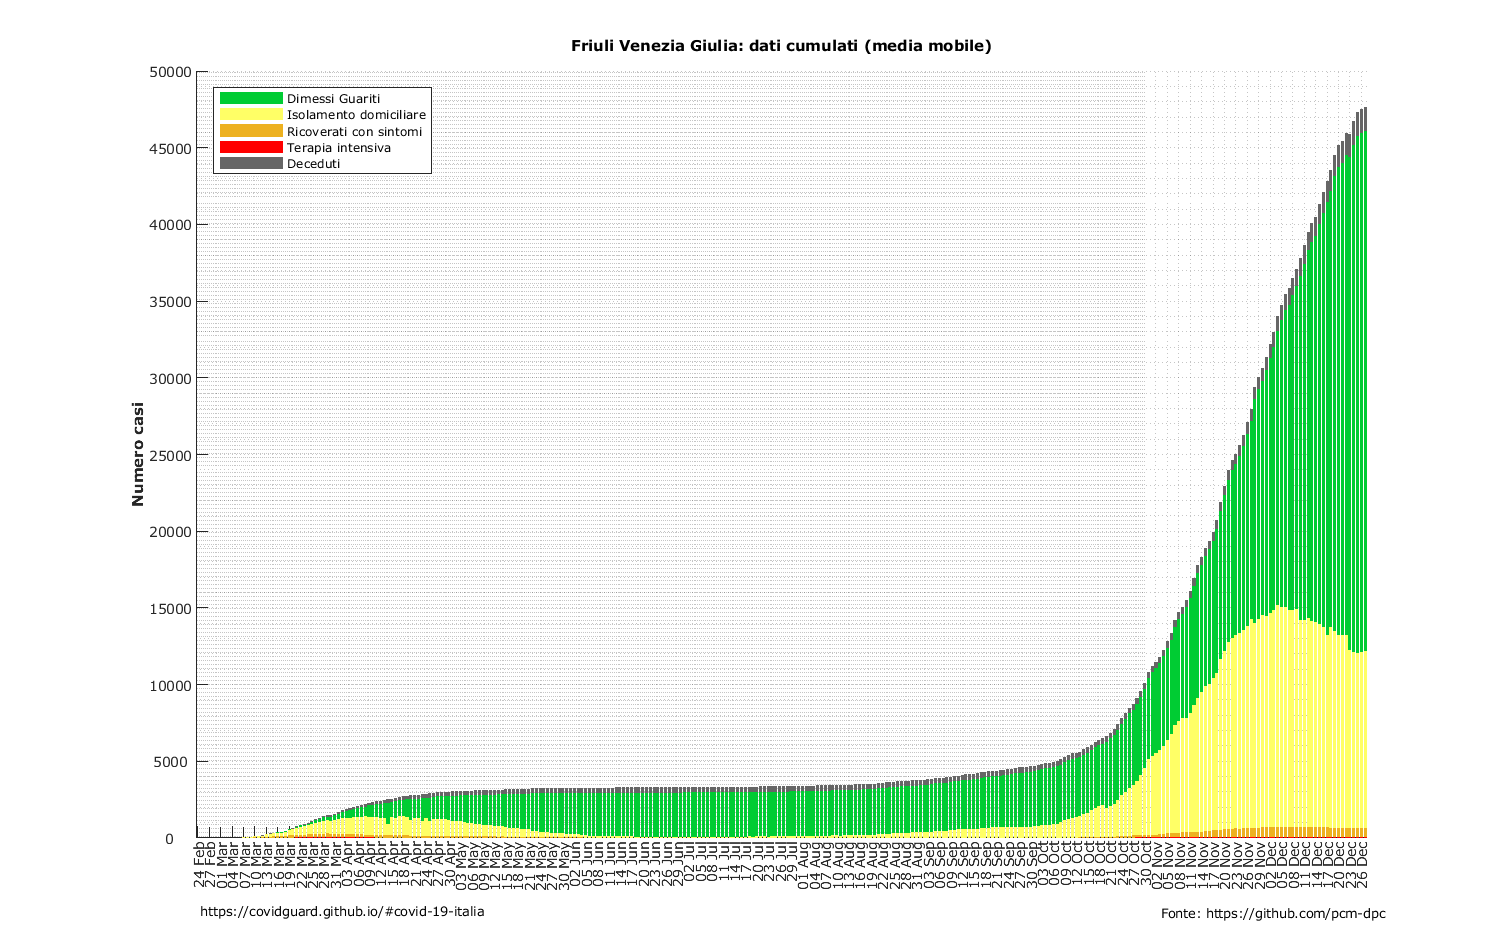 Friuli Venezia Giulia: dati cumulati (media mobile)
50000
45000
40000
35000
30000
25000
20000
15000
10000
5000
0
Numero casi
Dimessi Guariti
Isolamento domiciliare
Ricoverati con sintomi
Terapia intensiva
Deceduti
24 Feb
27 Feb
01 Mar
04 Mar
07 Mar
10 Mar
13 Mar
16 Mar
19 Mar
22 Mar
25 Mar
28 Mar
31 Mar
03 Apr
06 Apr
09 Apr
12 Apr
15 Apr
18 Apr
21 Apr
24 Apr
27 Apr
30 Apr
03 May
06 May
09 May
12 May
15 May
18 May
21 May
24 May
27 May
30 May
02 Jun
05 Jun
08 Jun
11 Jun
14 Jun
17 Jun
20 Jun
23 Jun
26 Jun
29 Jun
02 Jul
05 Jul
08 Jul
11 Jul
14 Jul
17 Jul
20 Jul
23 Jul
26 Jul
29 Jul
01 Aug
04 Aug
07 Aug
10 Aug
13 Aug
16 Aug
19 Aug
22 Aug
25 Aug
28 Aug
31 Aug
03 Sep
06 Sep
09 Sep
12 Sep
15 Sep
18 Sep
21 Sep
24 Sep
27 Sep
30 Sep
03 Oct
06 Oct
09 Oct
12 Oct
15 Oct
18 Oct
21 Oct
24 Oct
27 Oct
30 Oct
02 Nov
05 Nov
08 Nov
11 Nov
14 Nov
17 Nov
20 Nov
23 Nov
26 Nov
29 Nov
02 Dec
05 Dec
08 Dec
11 Dec
14 Dec
17 Dec
20 Dec
23 Dec
26 Dec
https://covidguard.github.io/#covid-19-italia
Fonte: https://github.com/pcm-dpc